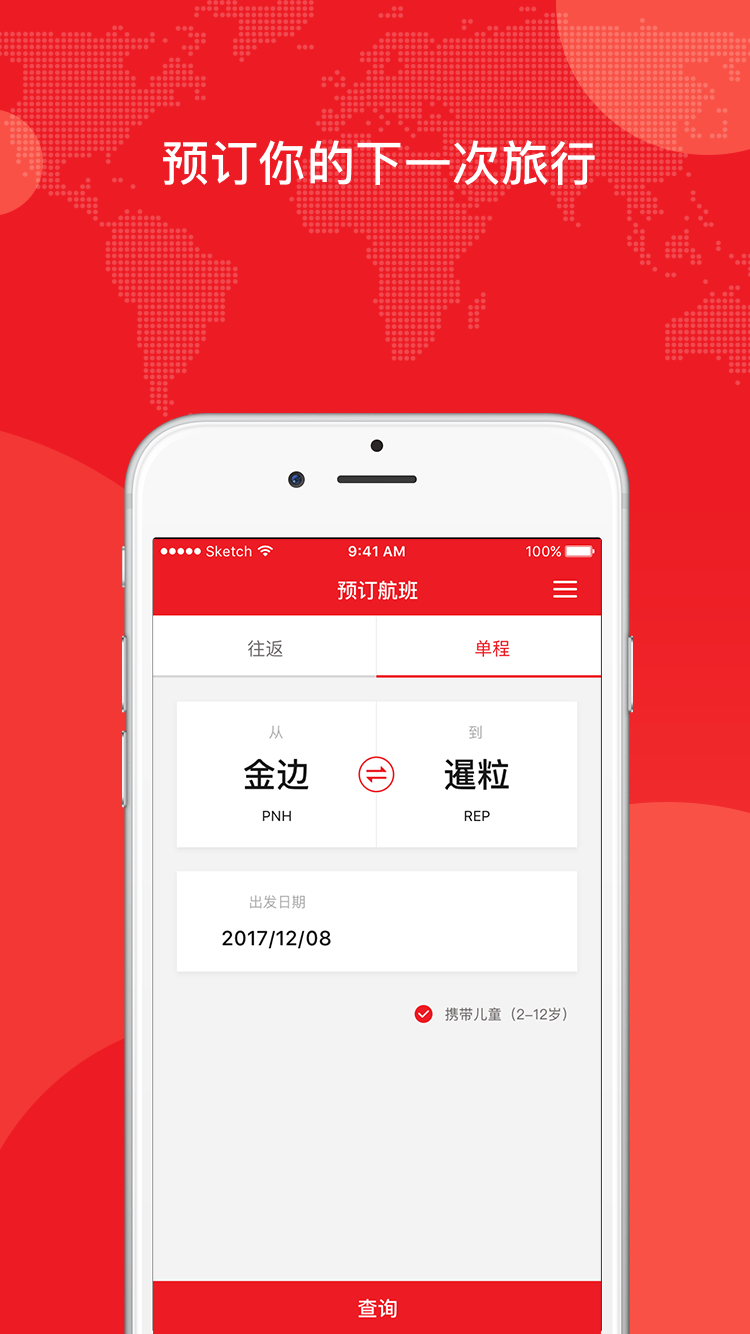 预订你的下一次旅行
Sketch 9:41 AM 100%
预订航班
往返 单程
从 到
金边 暹粒
PNH REP
出发日期
2017/12/08
携带儿童（2-12岁）
查询